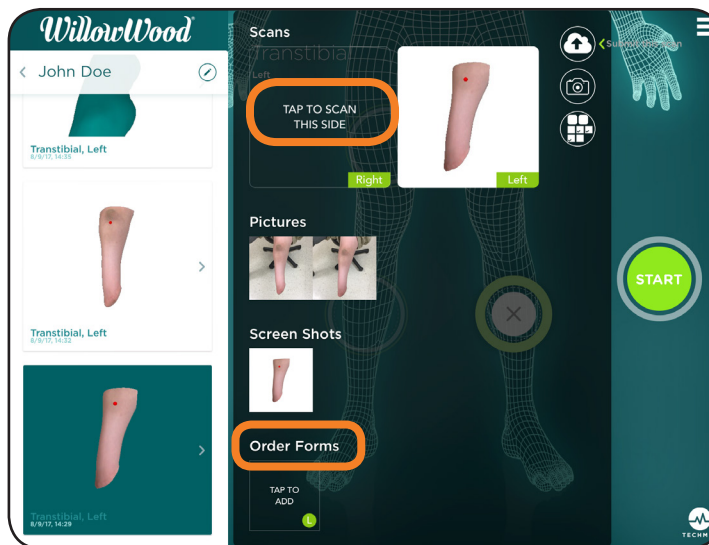 WillowWood
John Doe
Transtibial, Left
8/9/17, 14:35
Transtibial, Left
8/9/17, 14:32
Transtibial, Left
8/9/17, 14:29
Scans
Transtibial
Left
TAP TO SCAN
THIS SIDE
Right
Left
Pictures
Screen Shots
Order Forms
TAP TO
ADD
L
START
TECHM